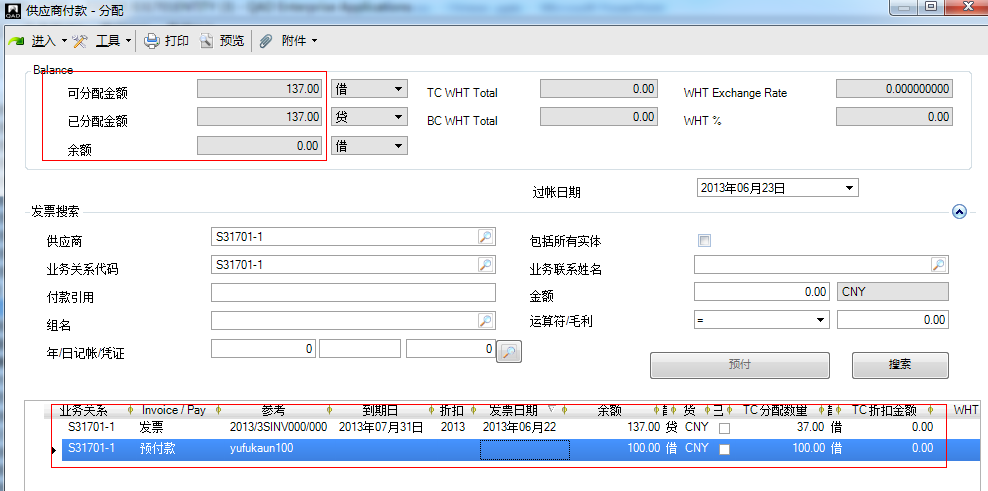 供应商付款 - 分配
QAD
进入 工具 打印 预览 附件
Balance
可分配金额 137.00 借 TC WHT Total 0.00 WHT Exchange Rate 0.000000000
已分配金额 137.00 贷 BC WHT Total 0.00 WHT % 0.00
余额 0.00 借
过帐日期 2013年06月23日
发票搜索
供应商 S31701-1 包括所有实体
业务关系代码 S31701-1 业务联系姓名
付款引用 金额 0.00 CNY
组名 运算符/毛利 = 0.00
年/日记帐/凭证 0 0
预付 搜索
业务关系 Invoice / Pay 参考 到期日 折扣 发票日期 余额 货 已 TC 分配数量 TC 折扣金额 WHT
S31701-1 发票 2013/3SINV000/000 2013年07月31日 2013 2013年06月22 137.00 贷 CNY 37.00 借 0.00
S31701-1 预付款 yufukaun100 100.00 借 CNY 100.00 借 0.00